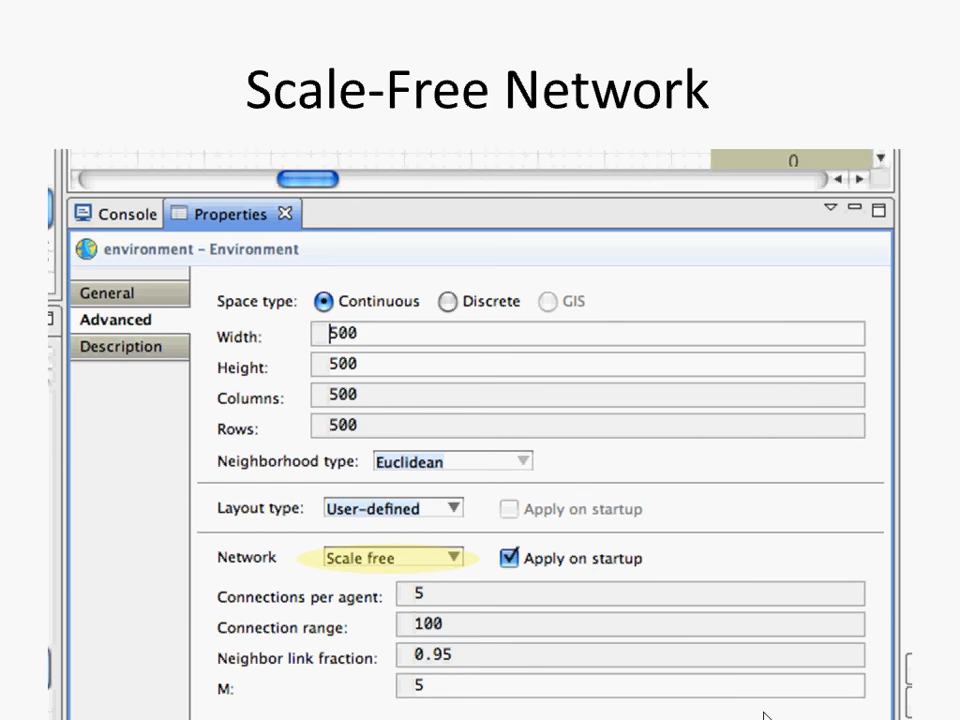 Scale-Free Network
0
Console Properties
environment – Environment
General
Advanced
Description
Space type: Continuous Discrete GIS
Width: 500
Height: 500
Columns: 500
Rows: 500
Neighborhood type: Euclidean
Layout type: User-defined Apply on startup
Network Scale free Apply on startup
Connections per agent: 5
Connection range: 100
Neighbor link fraction: 0.95
M: 5